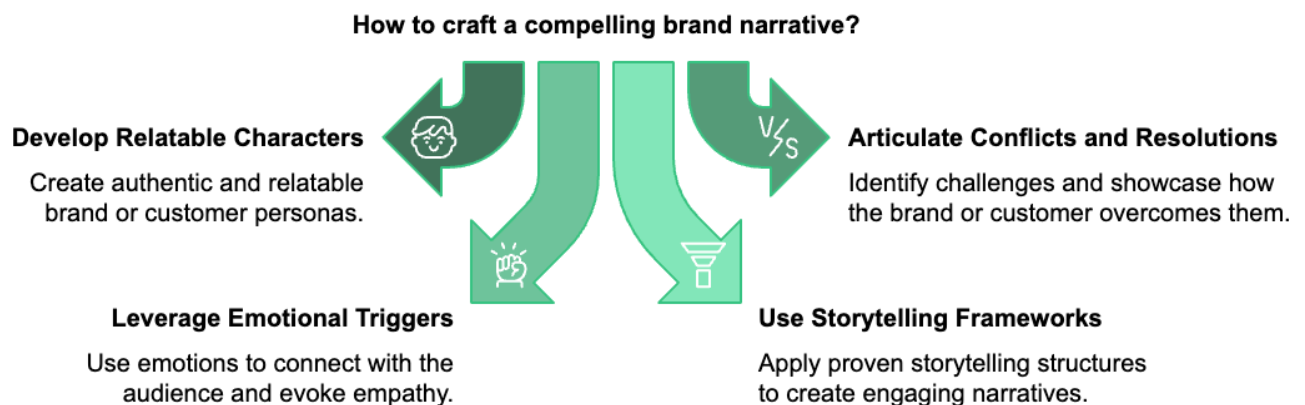 How to craft a compelling brand narrative?
Develop Relatable Characters
Create authentic and relatable
brand or customer personas.
V/S
Articulate Conflicts and Resolutions
Identify challenges and showcase how
the brand or customer overcomes them.
Leverage Emotional Triggers
Use emotions to connect with the
audience and evoke empathy.
Use Storytelling Frameworks
Apply proven storytelling structures
to create engaging narratives.